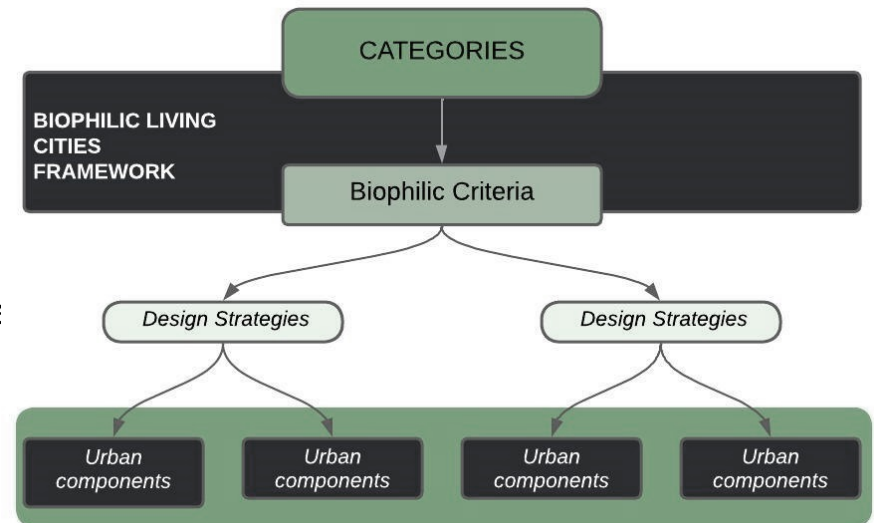 CATEGORIES
BIOPHILIC LIVING
CITIES
FRAMEWORK
Biophilic Criteria
Design Strategies
Design Strategies
Urban
components
Urban
components
Urban
components
Urban
components